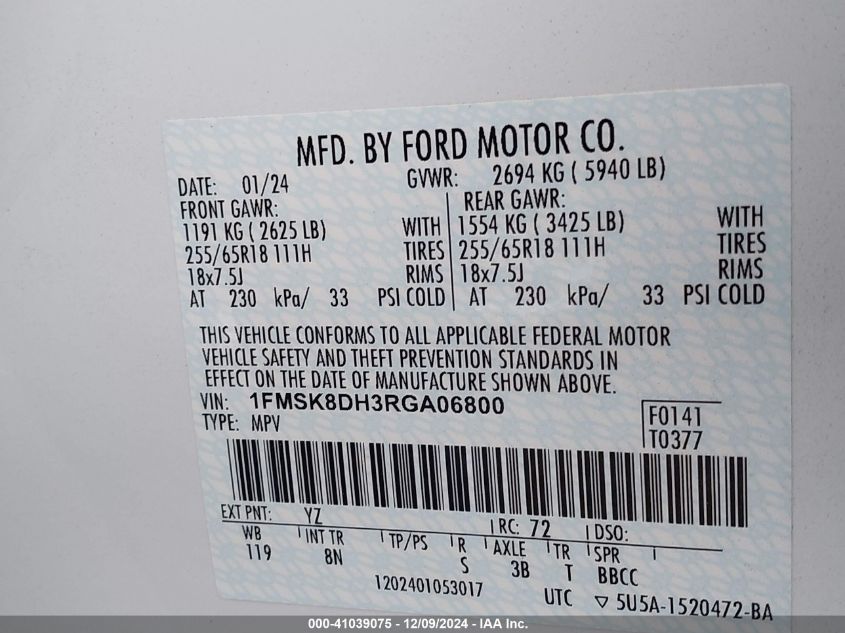 MFD. BY FORD MOTOR CO.
DATE: 01/24 GVWR: 2694 KG ( 5940 LB)
FRONT GAWR: REAR GAWR:
1191 KG ( 2625 LB) WITH 1554 KG ( 3425 LB) WITH
255/65R18 111H TIRES 255/65R18 111H TIRES
18x7.5J RIMS 18x7.5J RIMS
AT 230 kPa/ 33 PSI COLD AT 230 kPa/ 33 PSI COLD
THIS VEHICLE CONFORMS TO ALL APPLICABLE FEDERAL MOTOR
VEHICLE SAFETY AND THEFT PREVENTION STANDARDS IN
EFFECT ON THE DATE OF MANUFACTURE SHOWN ABOVE.
VIN: 1FMSK8DH3RGA06800
TYPE: MPV
F0141
T0377
EXT PNT: YZ RC: 72 DSO:
WB INT TR TP/PS R AXLE TR SPR
119 8N S 3B T BBCC
1202401053017
UTC ▽ 5U5A-1520472-BA
000-41039075 - 12/09/2024 - IAA Inc.